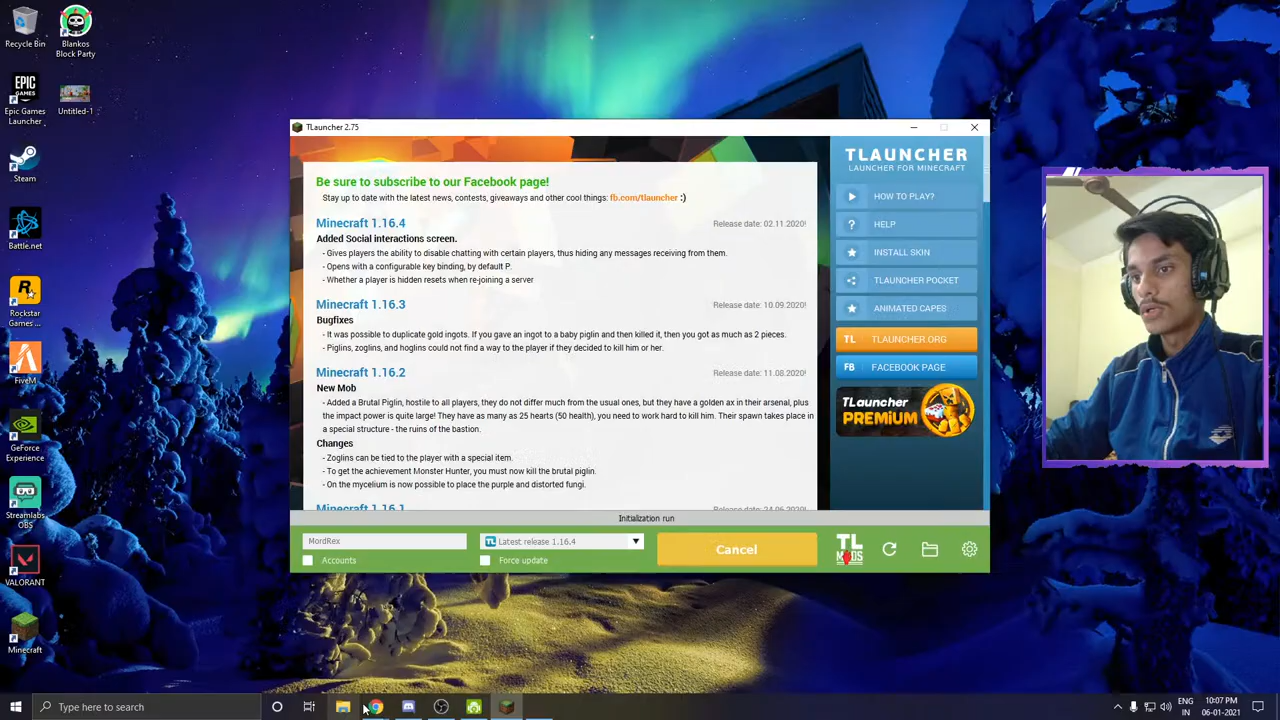 Recycle Bin
Blankos Block Party
EPIC GAMES
Epic Games Launcher
Untitled-1
Steam
Battle.net
Rockstar Games ...
FiveM
GeForce Experience
Streamlabs OBS
VALORANT
Minecraft
TLauncher 2.75
Be sure to subscribe to our Facebook page!
Stay up to date with the latest news, contests, giveaways and other cool things: fb.com/tlauncher :)
Minecraft 1.16.4 Release date: 02.11.2020!
Added Social interactions screen.
- Gives players the ability to disable chatting with certain players, thus hiding any messages receiving from them.
- Opens with a configurable key binding, by default P.
- Whether a player is hidden resets when re-joining a server
Minecraft 1.16.3 Release date: 10.09.2020!
Bugfixes
- It was possible to duplicate gold ingots. If you gave an ingot to a baby piglin and then killed it, then you got as much as 2 pieces.
- Piglins, zoglins, and hoglins could not find a way to the player if they decided to kill him or her.
Minecraft 1.16.2 Release date: 11.08.2020!
New Mob
- Added a Brutal Piglin, hostile to all players, they do not differ much from the usual ones, but they have a golden ax in their arsenal, plus
the impact power is quite large! They have as many as 25 hearts (50 health), you need to work hard to kill him. Their spawn takes place in
a special structure - the ruins of the bastion.
Changes
- Zoglins can be tied to the player with a special item.
- To get the achievement Monster Hunter, you must now kill the brutal piglin.
- On the mycelium is now possible to place the purple and distorted fungi.
Minecraft 1.16.1 Release date: 24.06.2020!
TLAUNCHER
LAUNCHER FOR MINECRAFT
HOW TO PLAY?
? HELP
INSTALL SKIN
TLAUNCHER POCKET
ANIMATED CAPES
TL TLAUNCHER.ORG
FB FACEBOOK PAGE
TLauncher
PREMIUM
Initialization run
MordRex
TL Latest release 1.16.4
Cancel
TL MODS
Accounts
Force update
Type here to search
ENG
IN
10:07 PM
06-01-2021